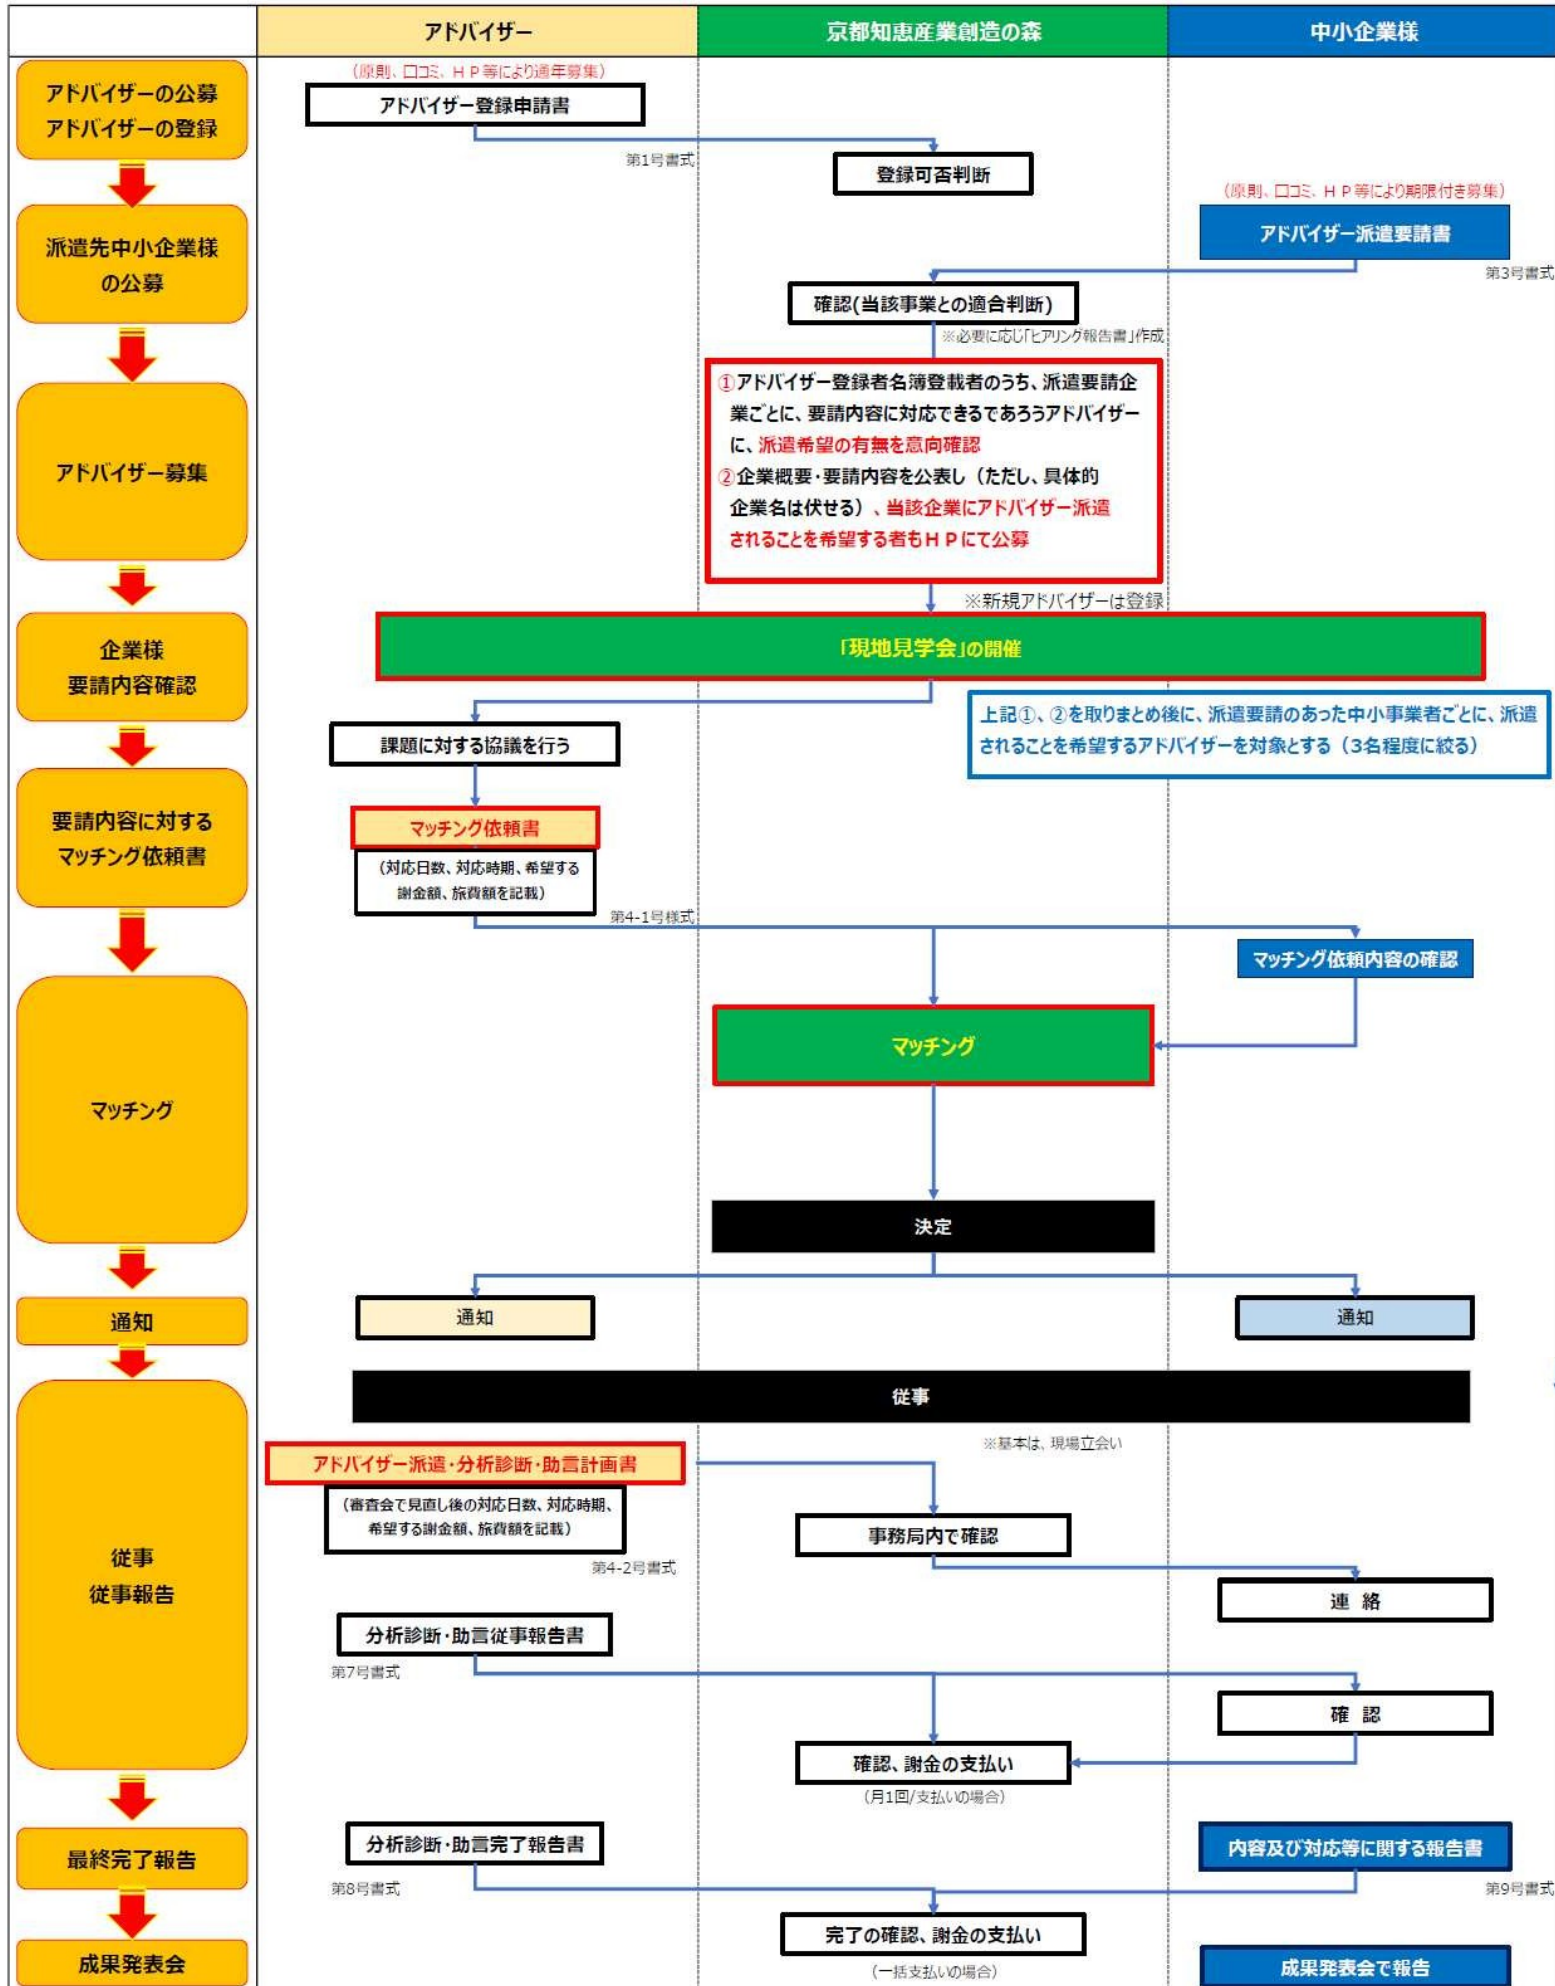 アドバイザー
京都知恵産業創造の森
中小企業様
アドバイザーの公募
アドバイザーの登録
(原則、口コミ、ＨＰ等により通年募集)
アドバイザー登録申請書
第1号書式
登録可否判断
派遣先中小企業様
の公募
(原則、口コミ、ＨＰ等により期限付き募集)
アドバイザー派遣要請書
第3号書式
確認(当該事業との適合判断)
※必要に応じ「ヒアリング報告書」作成
アドバイザー募集
①アドバイザー登録者名簿登載者のうち、派遣要請企
業ごとに、要請内容に対応できるであろうアドバイザー
に、派遣希望の有無を意向確認
②企業概要・要請内容を公表し（ただし、具体的
企業名は伏せる）、当該企業にアドバイザー派遣
されることを希望する者もＨＰにて公募
※新規アドバイザーは登録
企業様
要請内容確認
「現地見学会」の開催
上記①、②を取りまとめ後に、派遣要請のあった中小事業者ごとに、派遣
されることを希望するアドバイザーを対象とする（３名程度に絞る）
課題に対する協議を行う
要請内容に対する
マッチング依頼書
マッチング依頼書
（対応日数、対応時期、希望する
謝金額、旅費額を記載）
第4-1号様式
マッチング依頼内容の確認
マッチング
マッチング
決定
通知
通知
通知
従事
※基本は、現場立会い
従事
従事報告
アドバイザー派遣・分析診断・助言計画書
（審査会で見直し後の対応日数、対応時期、
希望する謝金額、旅費額を記載）
第4-2号書式
事務局内で確認
連 絡
分析診断・助言従事報告書
第7号書式
確 認
確認、謝金の支払い
（月1回/支払いの場合）
最終完了報告
分析診断・助言完了報告書
第8号書式
内容及び対応等に関する報告書
第9号書式
完了の確認、謝金の支払い
（一括支払いの場合）
成果発表会
成果発表会で報告